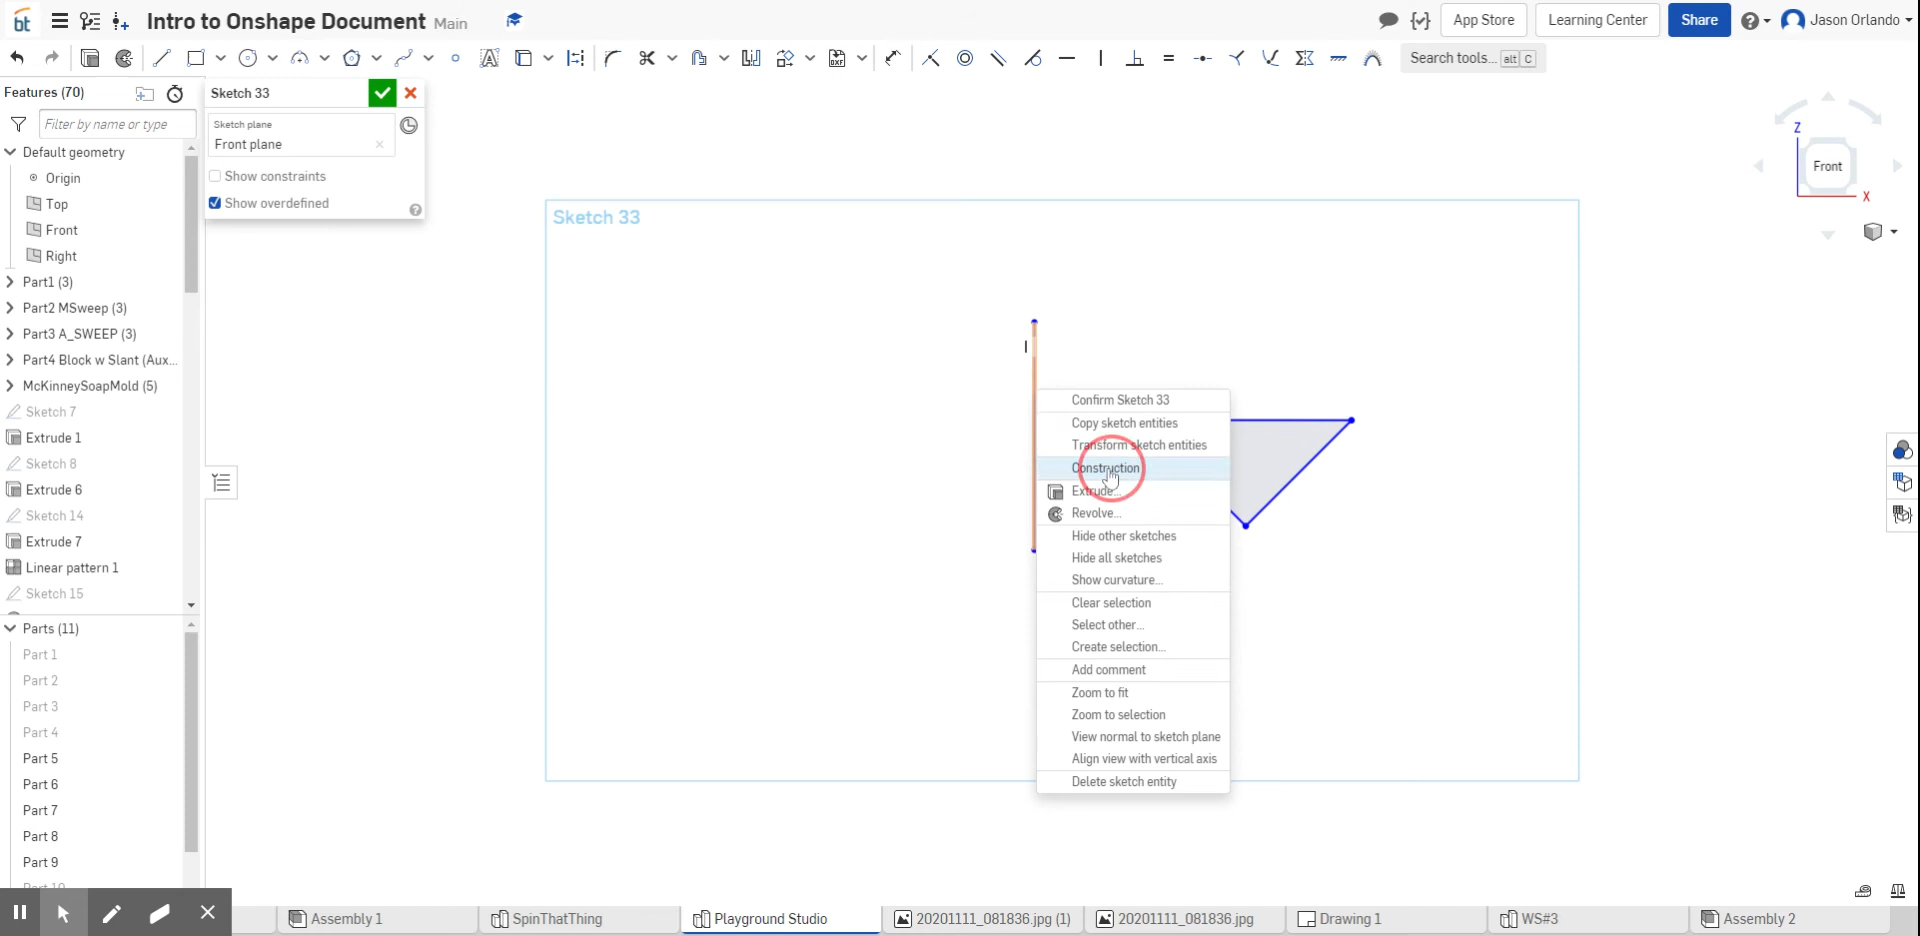 bt
Intro to Onshape Document Main
App Store
Learning Center
Share
Jason Orlando
Search tools... alt C
Features (70)
Filter by name or type
Default geometry
Origin
Top
Front
Right
Part1 (3)
Part2 MSweep (3)
Part3 A_SWEEP (3)
Part4 Block w Slant (Aux...
McKinneySoapMold (5)
Sketch 7
Extrude 1
Sketch 8
Extrude 6
Sketch 14
Extrude 7
Linear pattern 1
Sketch 15
Parts (11)
Part 1
Part 2
Part 3
Part 4
Part 5
Part 6
Part 7
Part 8
Part 9
Part 10
Sketch 33
Sketch plane
Front plane
Show constraints
Show overdefined
Sketch 33
Confirm Sketch 33
Copy sketch entities
Transform sketch entities
Construction
Extrude...
Revolve...
Hide other sketches
Hide all sketches
Show curvature...
Clear selection
Select other...
Create selection...
Add comment
Zoom to fit
Zoom to selection
View normal to sketch plane
Align view with vertical axis
Delete sketch entity
Z
Front
X
Assembly 1
SpinThatThing
Playground Studio
20201111_081836.jpg (1)
20201111_081836.jpg
Drawing 1
WS#3
Assembly 2